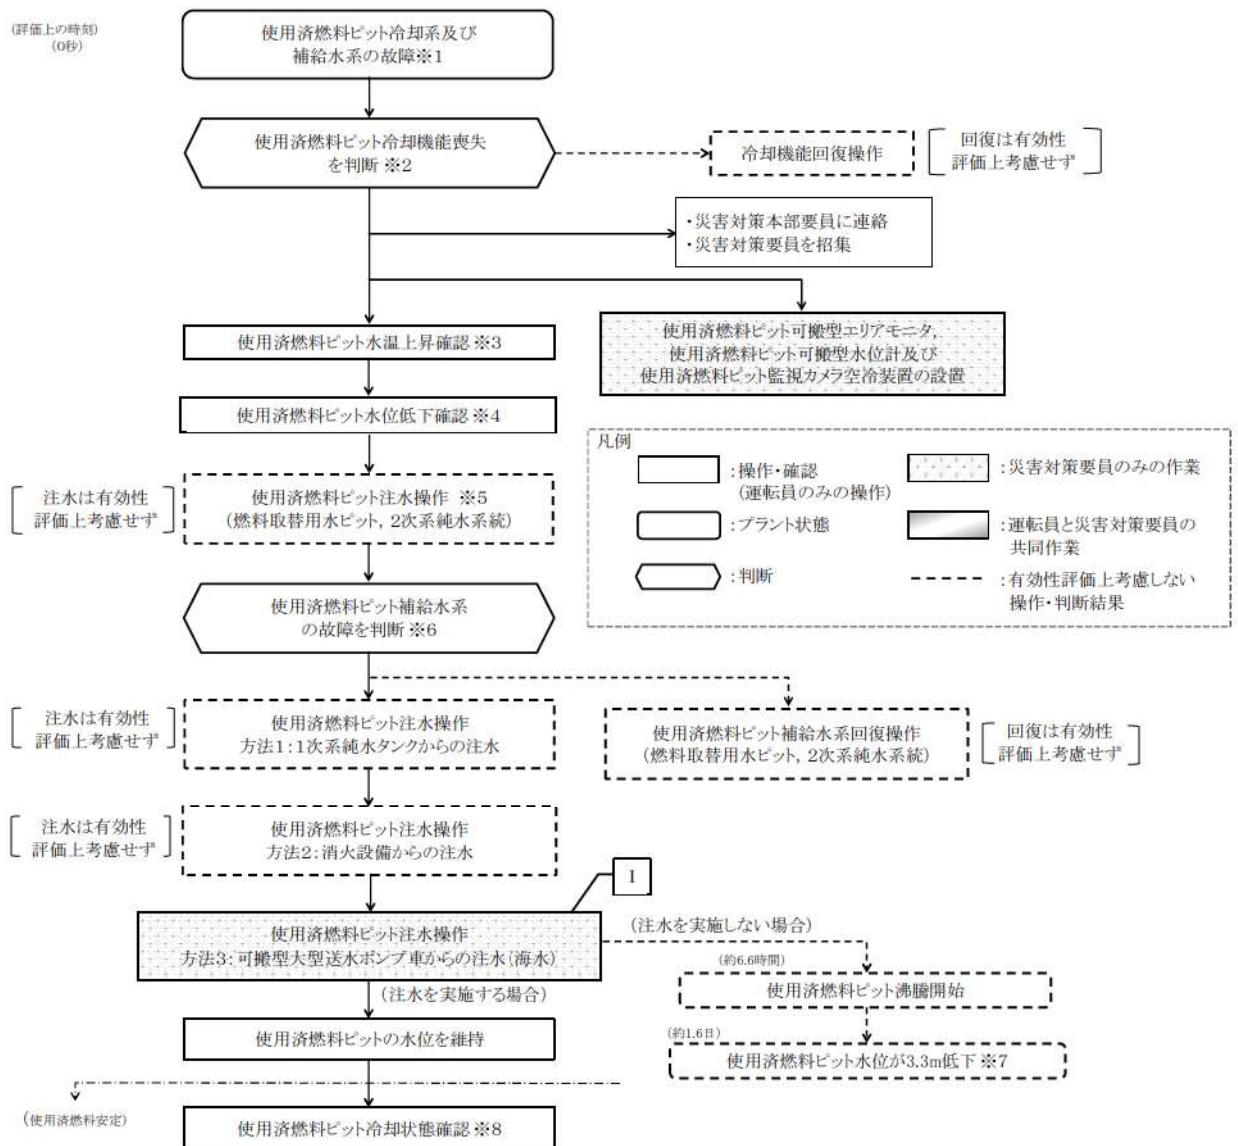 (評価上の時刻)
(0秒)
使用済燃料ピット冷却系及び
補給水系の故障※1
使用済燃料ピット冷却機能喪失
を判断 ※2
冷却機能回復操作
回復は有効性
評価上考慮せず
・災害対策本部要員に連絡
・災害対策要員を招集
使用済燃料ピット水温上昇確認 ※3
使用済燃料ピット可搬型エリアモニタ,
使用済燃料ピット可搬型水位計及び
使用済燃料ピット監視カメラ空冷装置の設置
使用済燃料ピット水位低下確認 ※4
凡例
:操作・確認
(運転員のみの操作)
:災害対策要員のみの作業
:プラント状態
:運転員と災害対策要員の
共同作業
:判断
:有効性評価上考慮しない
操作・判断結果
注水は有効性
評価上考慮せず
使用済燃料ピット注水操作 ※5
(燃料取替用水ピット, 2次系純水系統)
使用済燃料ピット補給水系
の故障を判断 ※6
注水は有効性
評価上考慮せず
使用済燃料ピット注水操作
方法1:1次系純水タンクからの注水
使用済燃料ピット補給水系回復操作
(燃料取替用水ピット, 2次系純水系統)
回復は有効性
評価上考慮せず
注水は有効性
評価上考慮せず
使用済燃料ピット注水操作
方法2:消火設備からの注水
I
使用済燃料ピット注水操作
方法3:可搬型大型送水ポンプ車からの注水(海水)
(注水を実施しない場合)
(約6.6時間)
使用済燃料ピット沸騰開始
(注水を実施する場合)
使用済燃料ピットの水位を維持
(約1.6日)
使用済燃料ピット水位が3.3m低下 ※7
(使用済燃料安定)
使用済燃料ピット冷却状態確認 ※8